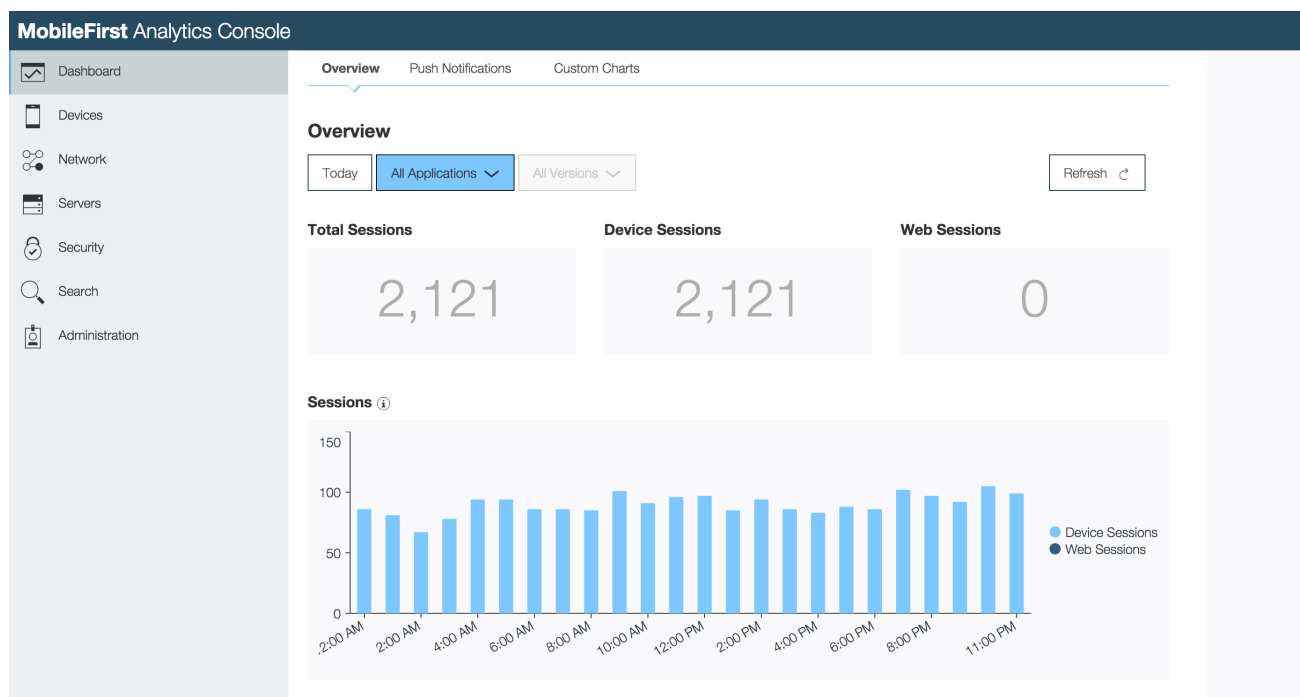 MobileFirst Analytics Console
Dashboard
Devices
Network
Servers
Security
Search
Administration
Overview Push Notifications Custom Charts
Overview
Today All Applications All Versions Refresh
Total Sessions Device Sessions Web Sessions
2,121 2,121 0
Sessions
150
100
50
0
2:00 AM 2:00 AM 4:00 AM 6:00 AM 8:00 AM 10:00 AM 12:00 PM 2:00 PM 4:00 PM 6:00 PM 8:00 PM 11:00 PM
Device Sessions
Web Sessions